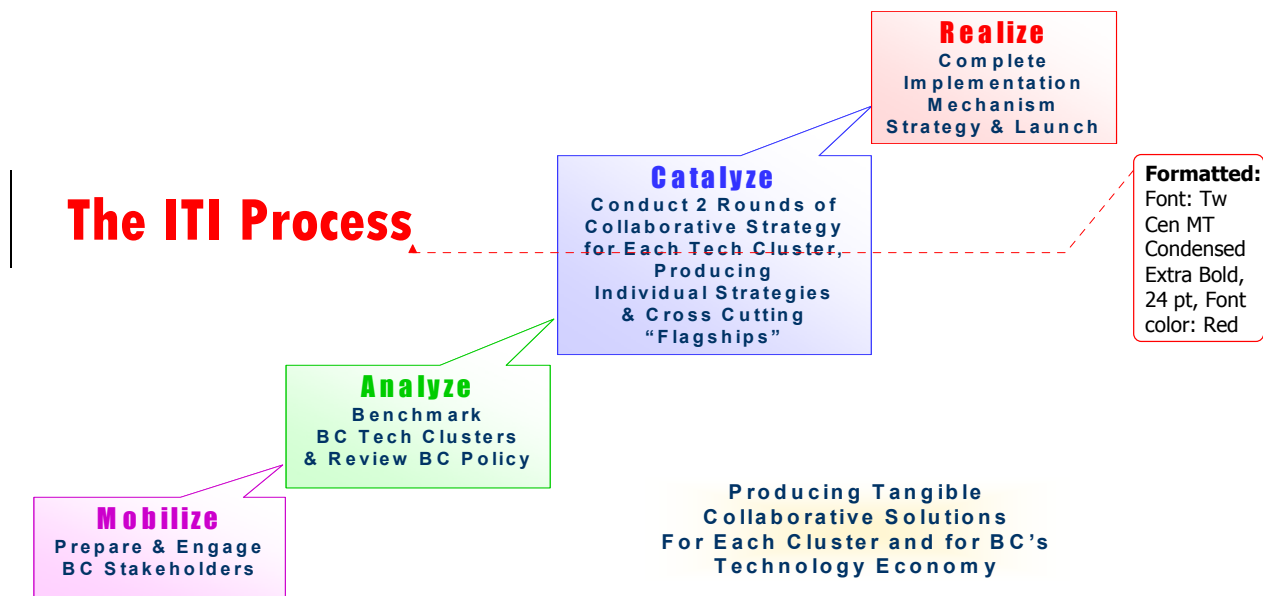 Realize
Complete
Implementation
Mechanism
Strategy & Launch
The ITI Process
Catalyze
Conduct 2 Rounds of
Collaborative Strategy
for Each Tech Cluster,
Producing
Individual Strategies
& Cross Cutting
“Flagships”
Formatted:
Font: Tw
Cen MT
Condensed
Extra Bold,
24 pt, Font
color: Red
Analyze
Benchmark
BC Tech Clusters
& Review BC Policy
Mobilize
Prepare & Engage
BC Stakeholders
Producing Tangible
Collaborative Solutions
For Each Cluster and for BC’s
Technology Economy